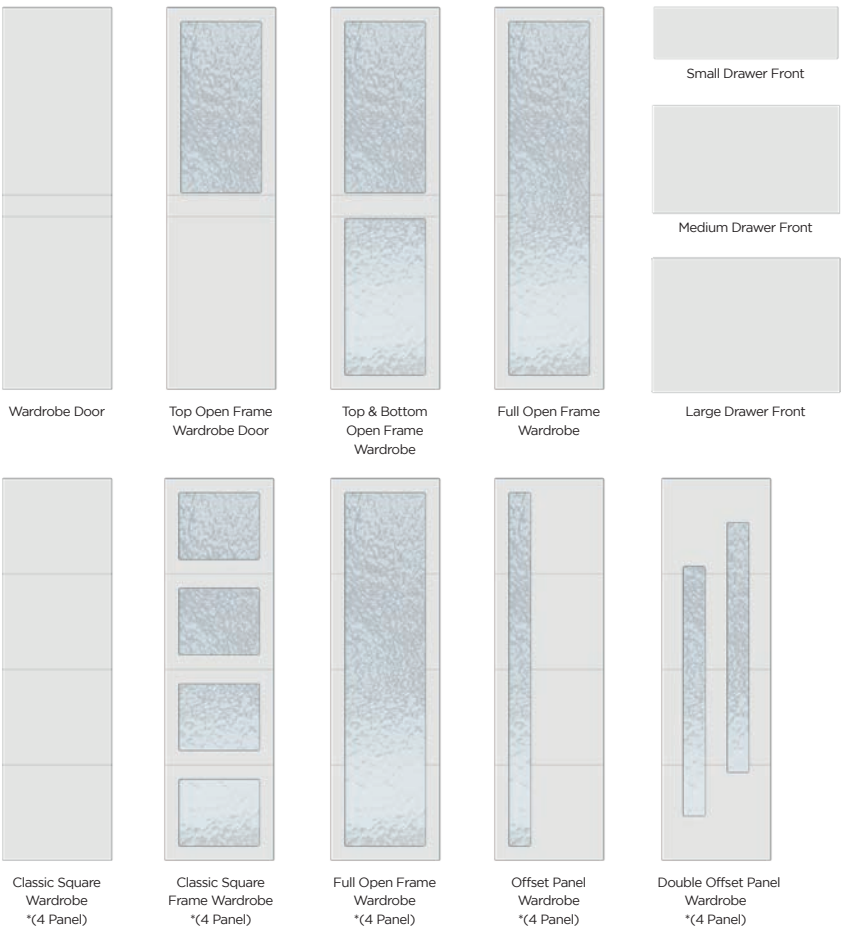 Small Drawer Front
Medium Drawer Front
Wardrobe Door
Top Open Frame
Wardrobe Door
Top & Bottom
Open Frame
Wardrobe
Full Open Frame
Wardrobe
Large Drawer Front
Classic Square
Wardrobe
*(4 Panel)
Classic Square
Frame Wardrobe
*(4 Panel)
Full Open Frame
Wardrobe
*(4 Panel)
Offset Panel
Wardrobe
*(4 Panel)
Double Offset Panel
Wardrobe
*(4 Panel)